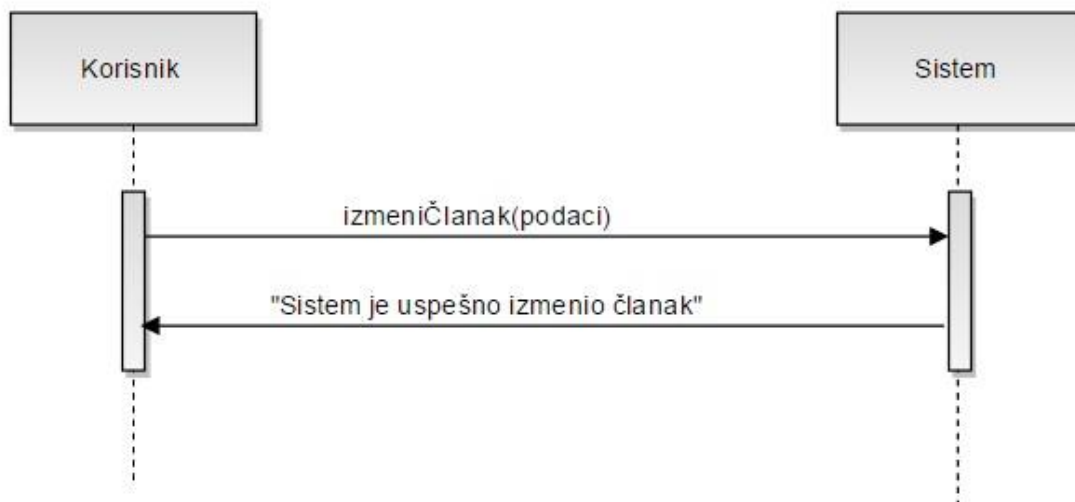 Korisnik
Sistem
izmeniČlanak(podaci)
"Sistem je uspešno izmenio članak"